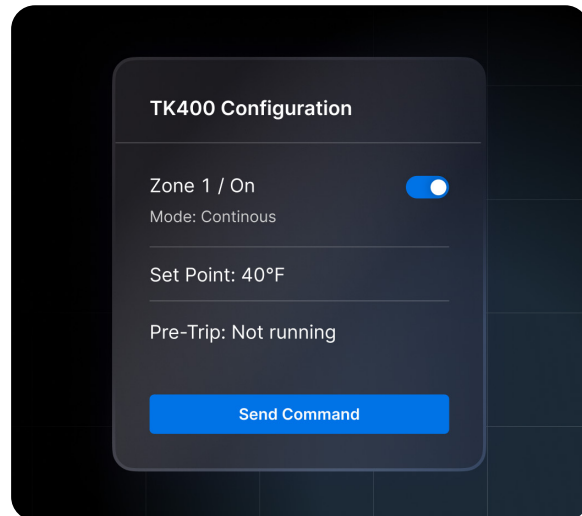 TK400 Configuration
Zone 1 / On
Mode: Continous
Set Point: 40°F
Pre-Trip: Not running
Send Command